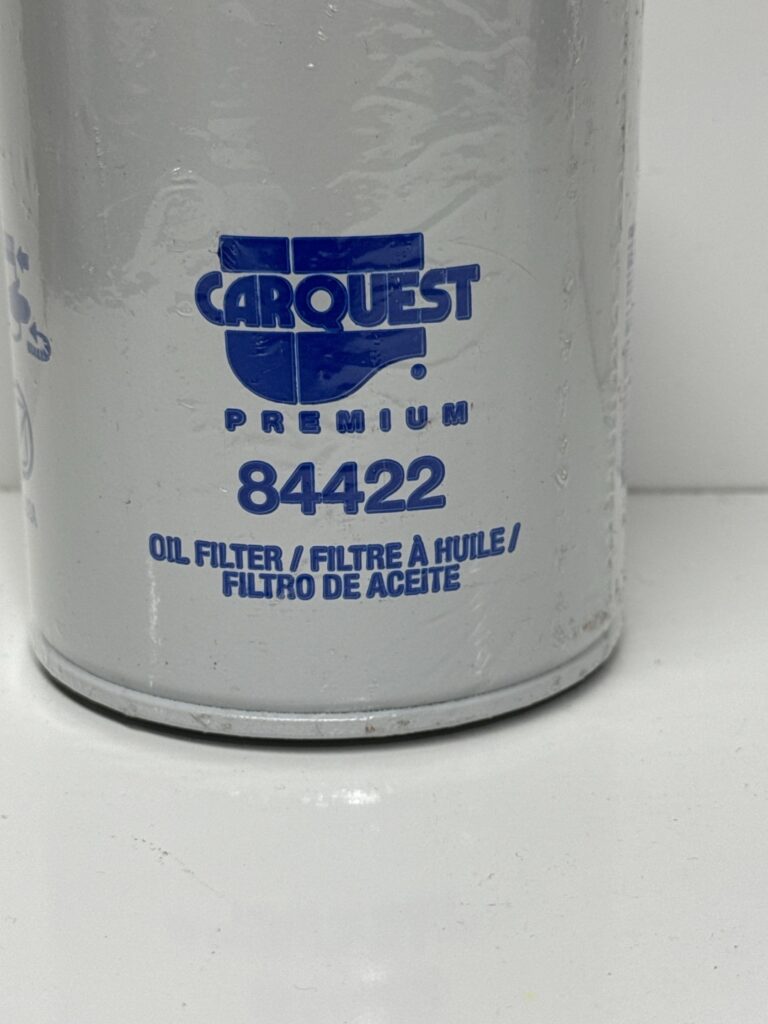 CARQUEST
PREMIUM
84422
OIL FILTER / FILTRE À HUILE /
FILTRO DE ACEITE